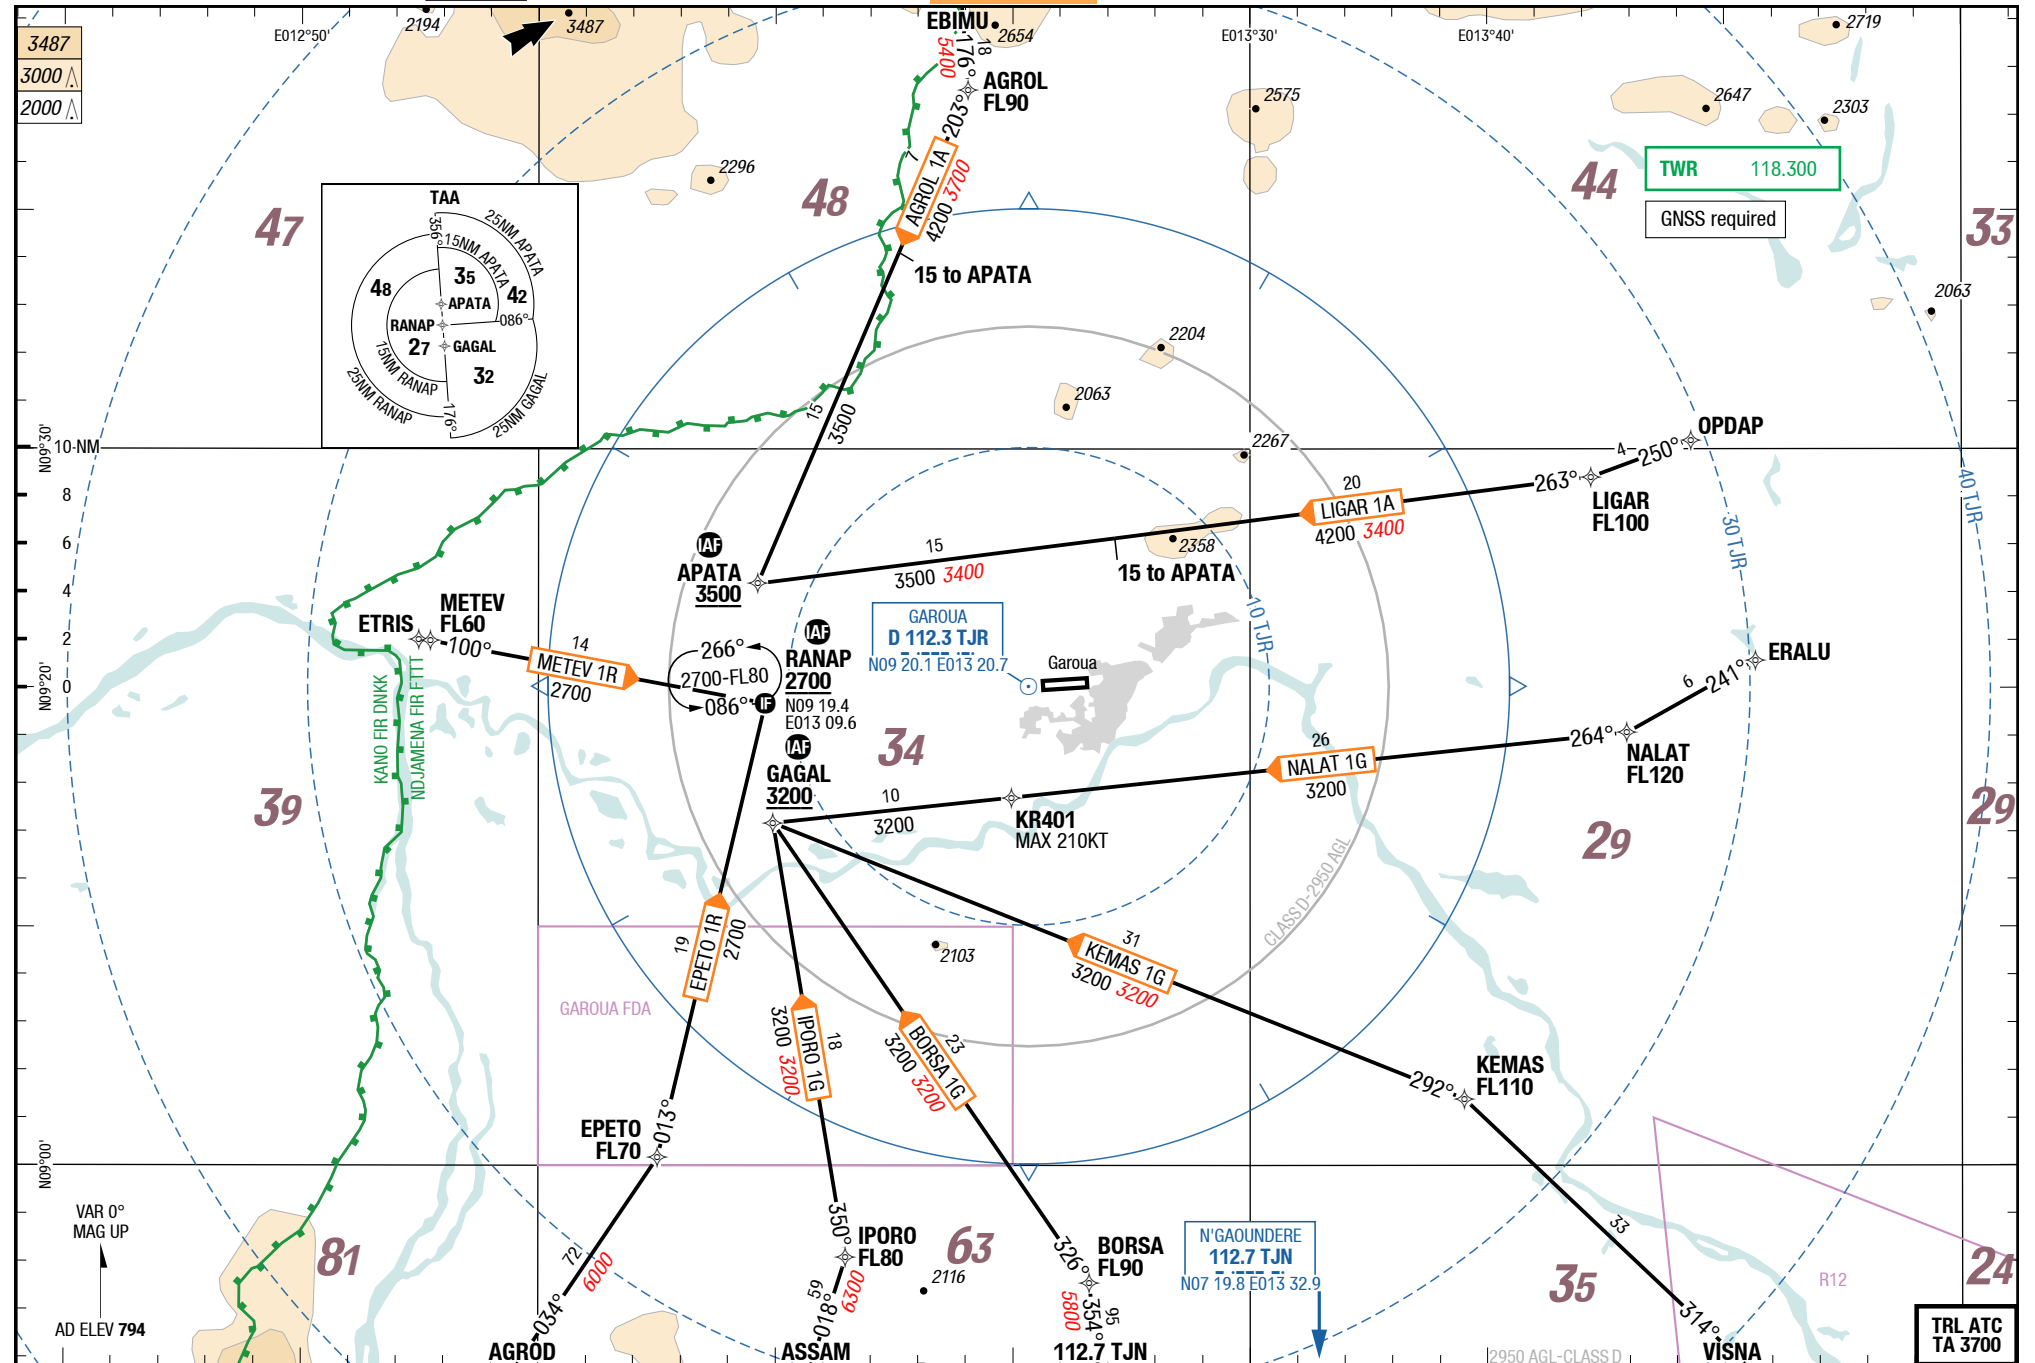 2194
3487
E012°50'
EBIMU
2654
E013°30'
E013°40'
2719
3487
3000
2000
5400
176°
18
AGROL
FL90
203°
2575
2647
2303
7
AGROL 1A
4200 3700
2296
47
48
44
33
TWR 118.300
GNSS required
TAA
356°
25NM APATA
15NM APATA
35
48
42
APATA
086°
RANAP
27
GAGAL
32
15NM RANAP
25NM RANAP
176°
25NM GAGAL
15 to APATA
2063
2204
2063
15
3500
N09°30'
10-NM
8
6
4
2
0
N09°20'
2267
OPDAP
4
250°
263°
LIGAR
FL100
20
LIGAR 1A
4200 3400
2358
15
3500 3400
15 to APATA
40 TJR
30 TJR
10 TJR
IAF
APATA
3500
ETRIS
METEV
FL60
100°
14
METEV 1R
2700
266°
2700-FL80
086°
IF
IAF
RANAP
2700
N09 19.4
E013 09.6
GAROUA
D 112.3 TJR
N09 20.1 E013 20.7
Garoua
ERALU
6
241°
264°
NALAT
FL120
26
NALAT 1G
3200
KANO FIR DNKK
NDJAMENA FIR FTTT
IAF
GAGAL
3200
34
10
3200
KR401
MAX 210KT
39
29
29
CLASS D-2950 AGL
19
EPETO 1R
2700
2103
GAROUA FDA
18
IPORO 1G
3200 3200
23
BORSA 1G
3200 3200
31
KEMAS 1G
3200 3200
292°
KEMAS
FL110
EPETO
FL70
013°
N09°00'
VAR 0°
MAG UP
81
AD ELEV 794
72
6000
034°
AGROD
350°
IPORO
FL80
59
018°
6300
ASSAM
63
2116
326°
BORSA
FL90
5800
354°
95
112.7 TJN
N'GAOUNDERE
112.7 TJN
N07 19.8 E013 32.9
33
35
314°
VISNA
R12
24
2950 AGL-CLASS D
TRL ATC
TA 3700